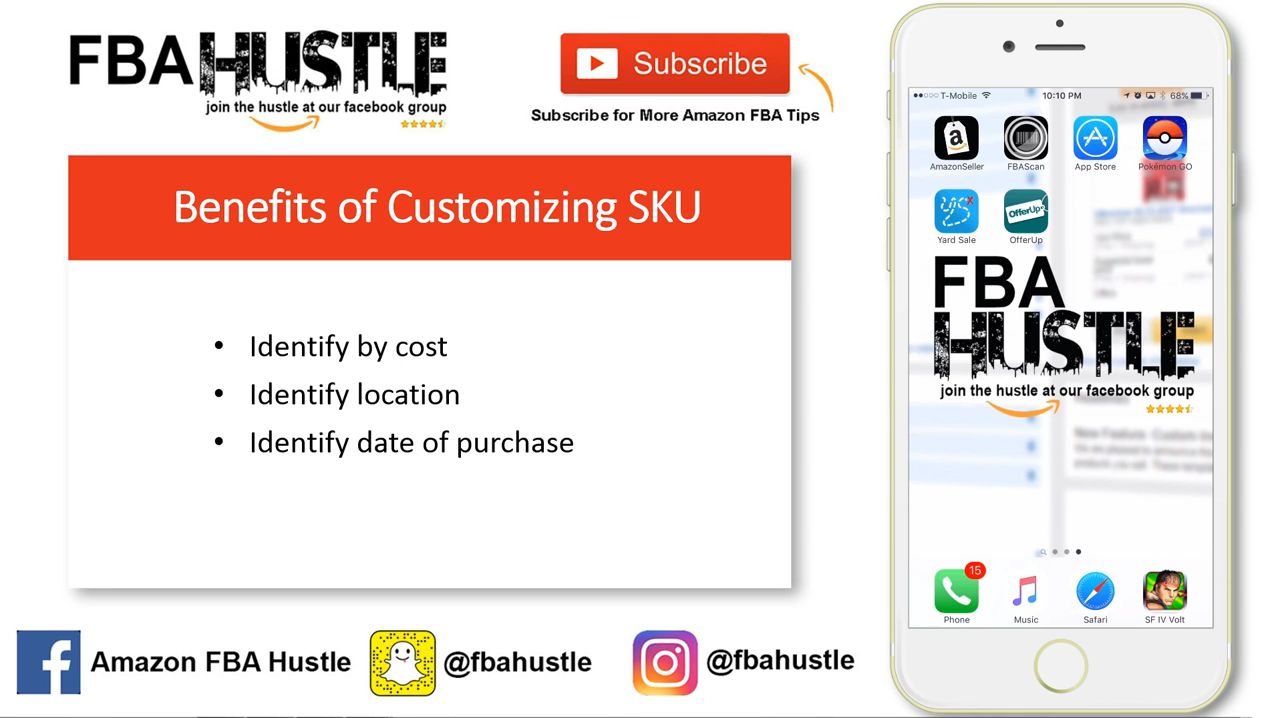 FBA HUSTLE
join the hustle at our facebook group
Subscribe
Subscribe for More Amazon FBA Tips
Benefits of Customizing SKU
• Identify by cost
• Identify location
• Identify date of purchase
Amazon FBA Hustle
@fbahustle
@fbahustle
T-Mobile 10:10 PM 68%
AmazonSeller FBAScan App Store Pokémon GO
OfferUp
Yard Sale OfferUp
FBA
HUSTLE
join the hustle at our facebook group
15
Phone Music Safari SF IV Volt